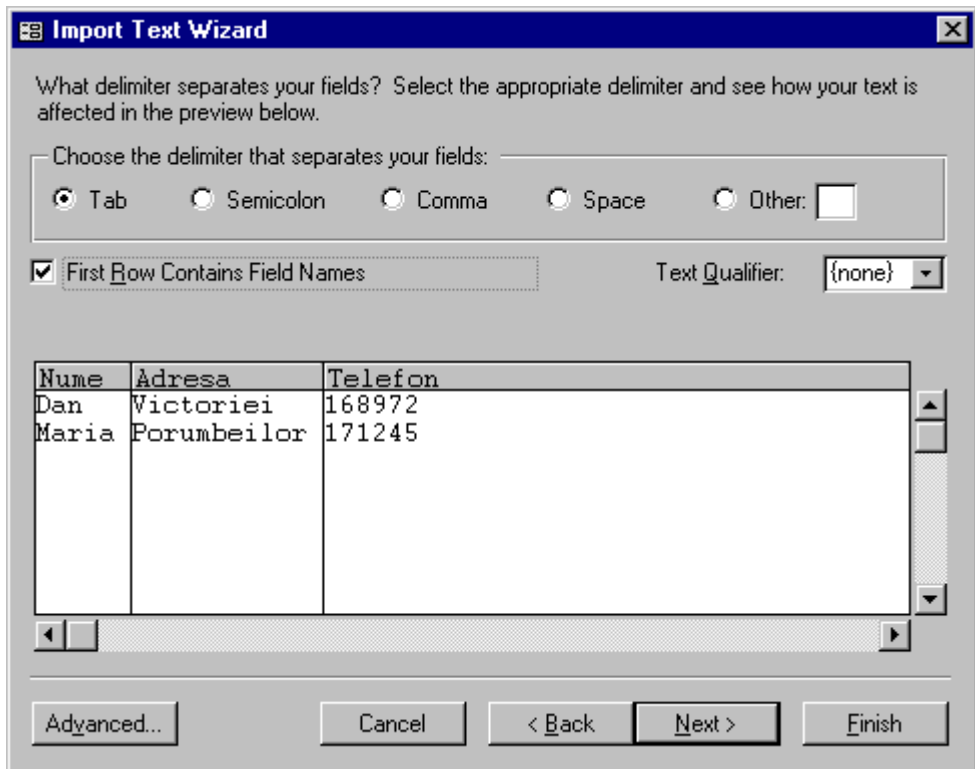 Import Text Wizard
What delimiter separates your fields? Select the appropriate delimiter and see how your text is
affected in the preview below.
Choose the delimiter that separates your fields:
Tab Semicolon Comma Space Other:
First Row Contains Field Names Text Qualifier: {none}
Nume Adresa Telefon
Dan Victoriei 168972
Maria Porumbeilor 171245
Advanced... Cancel < Back Next > Finish